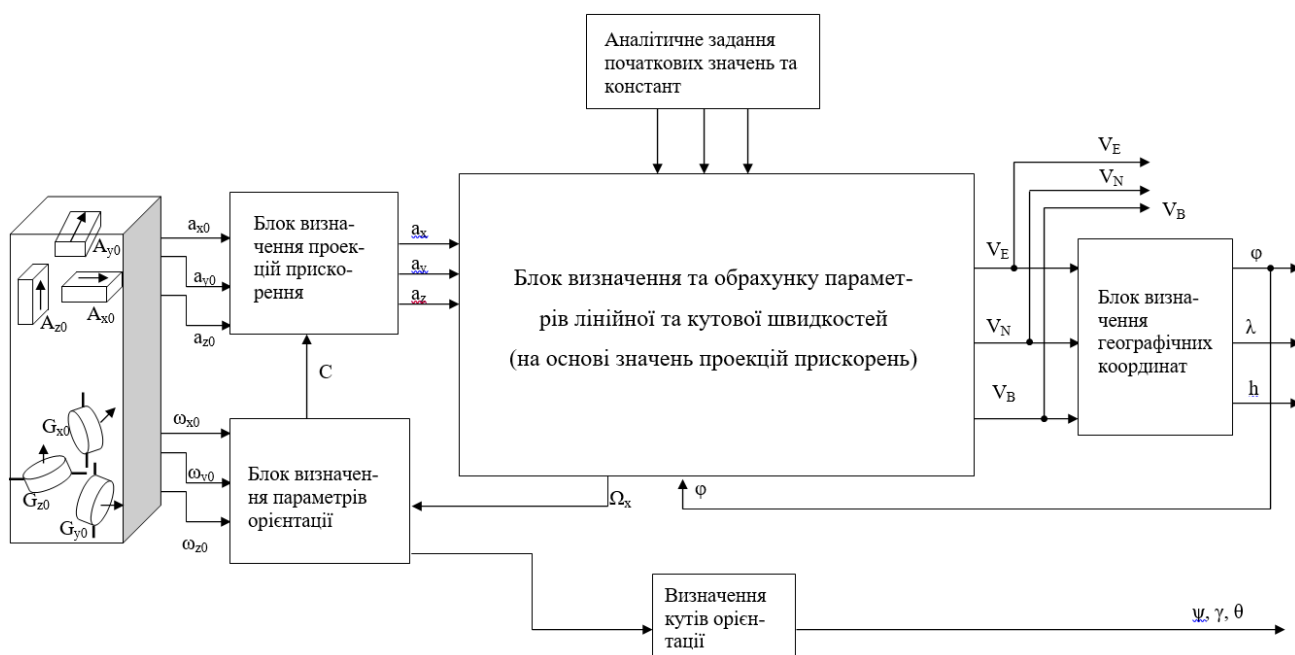 Аналітичне задання
початкових значень та
констант
V_E
V_N
V_B
A_y0
A_z0
A_x0
a_x0
a_y0
a_z0
Блок визна-
чення проек-
цій приско-
рення
a_x
a_y
a_z
Блок визначення та обрахунку парамет-
рів лінійної та кутової швидкостей
(на основі значень проекцій прискорень)
V_E
V_N
V_B
Блок визна-
чення
географічних
координат
φ
λ
h
C
G_x0
G_z0
G_y0
ω_x0
ω_y0
ω_z0
Блок визначен-
ня параметрів
орієнтації
Ω_x
φ
Визначення
кутів орієн-
тації
ψ, γ, θ